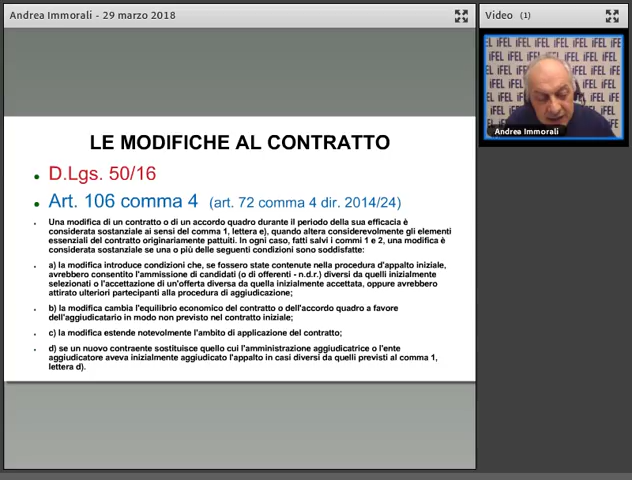 Andrea Immorali - 29 marzo 2018
Video (1)
LE MODIFICHE AL CONTRATTO
D.Lgs. 50/16
Art. 106 comma 4 (art. 72 comma 4 dir. 2014/24)
Una modifica di un contratto o di un accordo quadro durante il periodo della sua efficacia è
considerata sostanziale ai sensi del comma 1, lettera e), quando altera considerevolmente gli elementi
essenziali del contratto originariamente pattuiti. In ogni caso, fatti salvi i commi 1 e 2, una modifica è
considerata sostanziale se una o più delle seguenti condizioni sono soddisfatte:
a) la modifica introduce condizioni che, se fossero state contenute nella procedura d'appalto iniziale,
avrebbero consentito l'ammissione di candidati (o di offerenti - n.d.r.) diversi da quelli inizialmente
selezionati o l'accettazione di un'offerta diversa da quella inizialmente accettata, oppure avrebbero
attirato ulteriori partecipanti alla procedura di aggiudicazione;
b) la modifica cambia l'equilibrio economico del contratto o dell'accordo quadro a favore
dell'aggiudicatario in modo non previsto nel contratto iniziale;
c) la modifica estende notevolmente l'ambito di applicazione del contratto;
d) se un nuovo contraente sostituisce quello cui l'amministrazione aggiudicatrice o l'ente
aggiudicatore aveva inizialmente aggiudicato l'appalto in casi diversi da quelli previsti al comma 1,
lettera d).
iFEL
Andrea Immorali